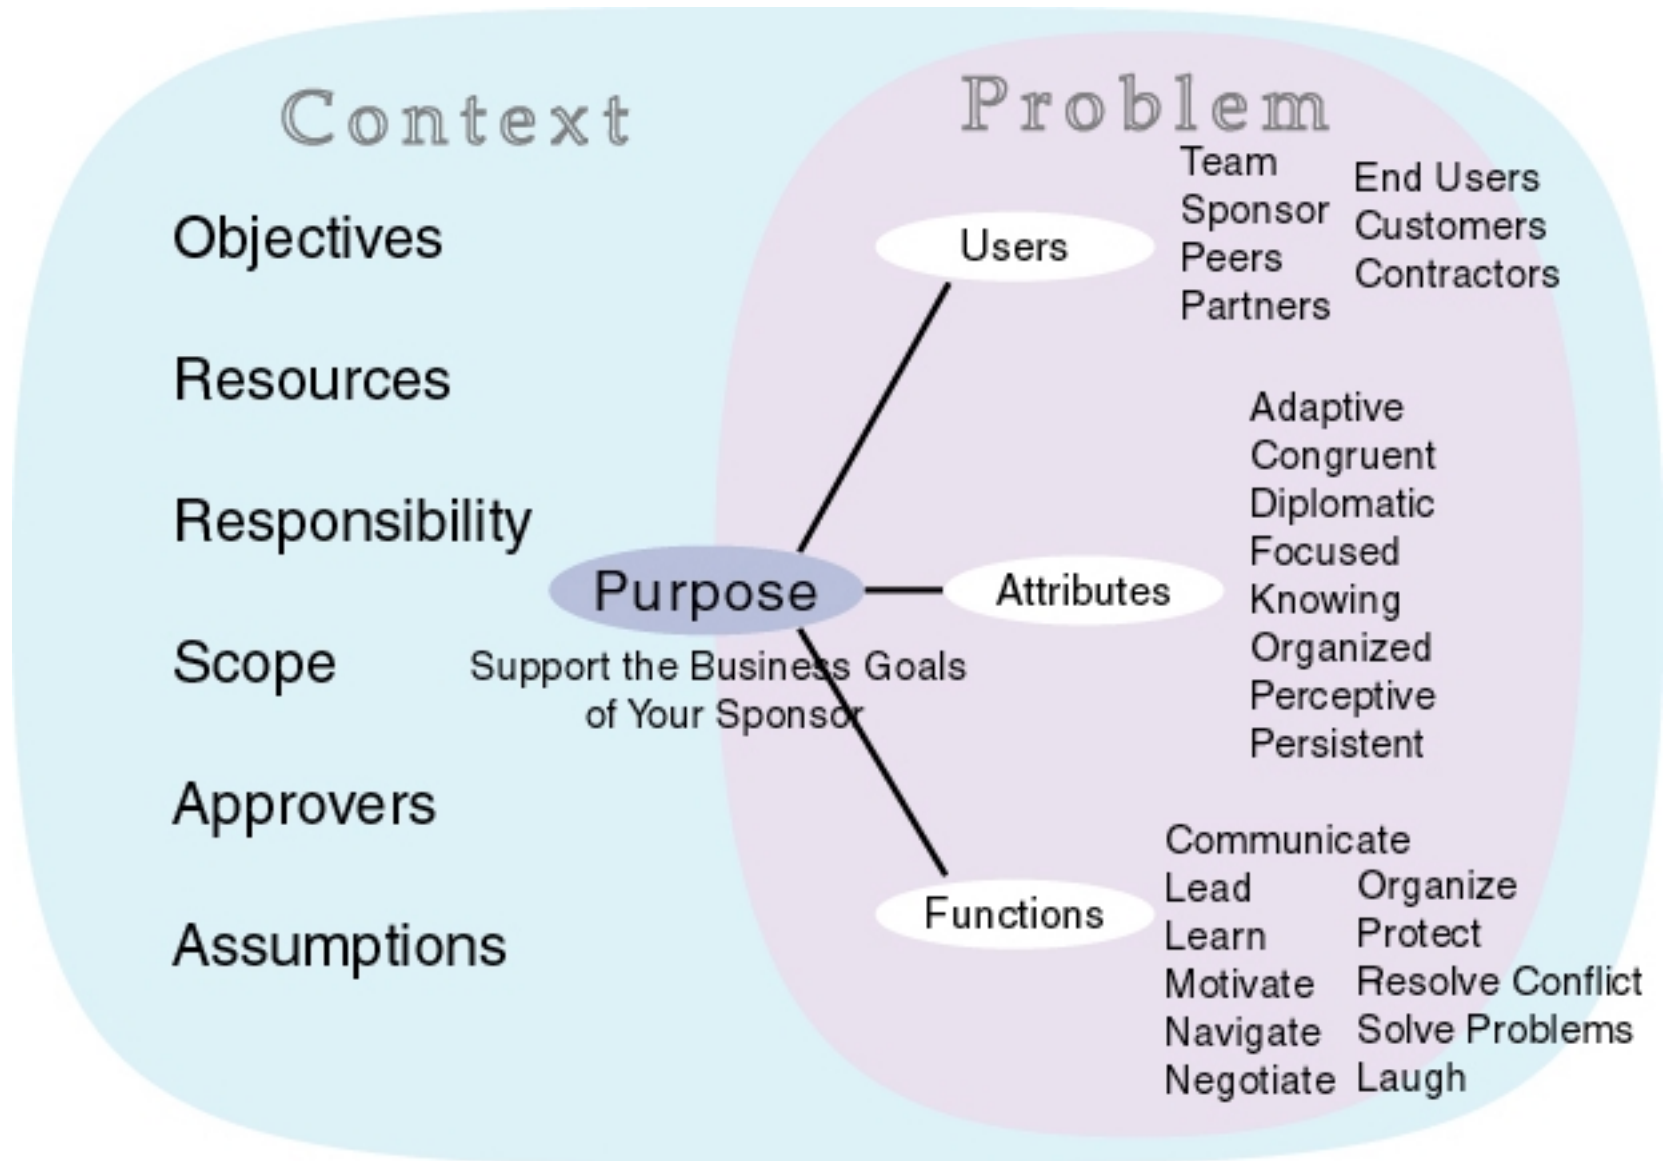 Context
Objectives
Resources
Responsibility
Scope
Approvers
Assumptions
Purpose
Support the Business Goals
of Your Sponsor
Problem
Users
Team
Sponsor
Peers
Partners
End Users
Customers
Contractors
Attributes
Adaptive
Congruent
Diplomatic
Focused
Knowing
Organized
Perceptive
Persistent
Functions
Communicate
Lead
Learn
Motivate
Navigate
Negotiate
Organize
Protect
Resolve Conflict
Solve Problems
Laugh